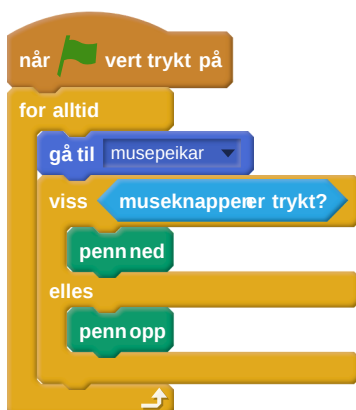 når vert trykt på
for alltid
gå til musepeikar
viss museknappen er trykt?
penn ned
elles
penn opp